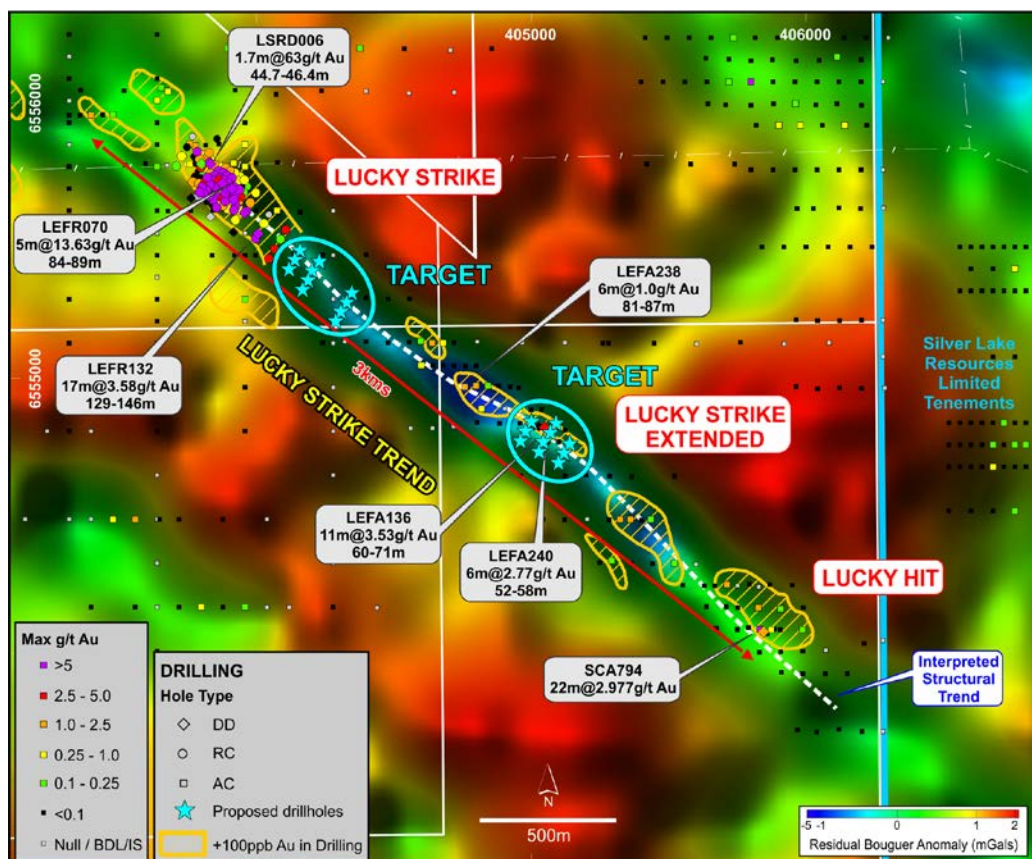 405000
406000
6556000
6555000
LSRD006
1.7m@63g/t Au
44.7-46.4m
LUCKY STRIKE
LEFR070
5m@13.63g/t Au
84-89m
TARGET
LEFA238
6m@1.0g/t Au
81-87m
LEFR132
17m@3.58g/t Au
129-146m
LUCKY STRIKE TREND
3kms
TARGET
Silver Lake
Resources
Limited
Tenements
LUCKY STRIKE
EXTENDED
LEFA136
11m@3.53g/t Au
60-71m
LEFA240
6m@2.77g/t Au
52-58m
LUCKY HIT
SCA794
22m@2.977g/t Au
Interpreted
Structural
Trend
Max g/t Au
>5
2.5 - 5.0
1.0 - 2.5
0.25 - 1.0
0.1 - 0.25
<0.1
Null / BDL/IS
DRILLING
Hole Type
DD
RC
AC
Proposed drillholes
+100ppb Au in Drilling
N
500m
-5 -1 0 1 2
Residual Bouguer Anomaly (mGals)